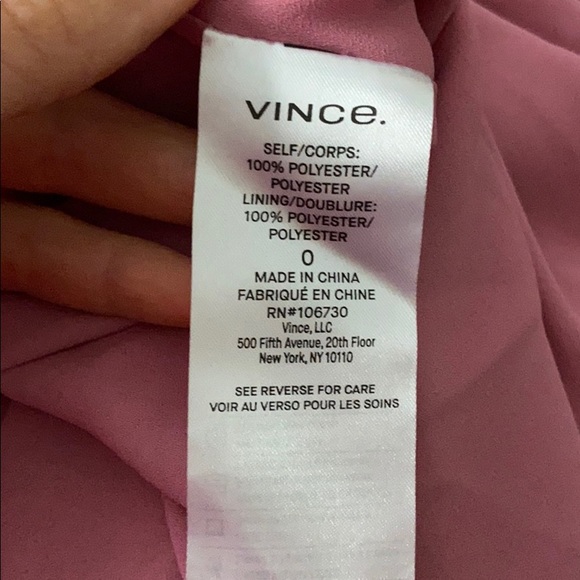 VINCe.
SELF/CORPS:
100% POLYESTER/
POLYESTER
LINING/DOUBLURE:
100% POLYESTER/
POLYESTER
0
MADE IN CHINA
FABRIQUÉ EN CHINE
RN#106730
Vince, LLC
500 Fifth Avenue, 20th Floor
New York, NY 10110
SEE REVERSE FOR CARE
VOIR AU VERSO POUR LES SOINS